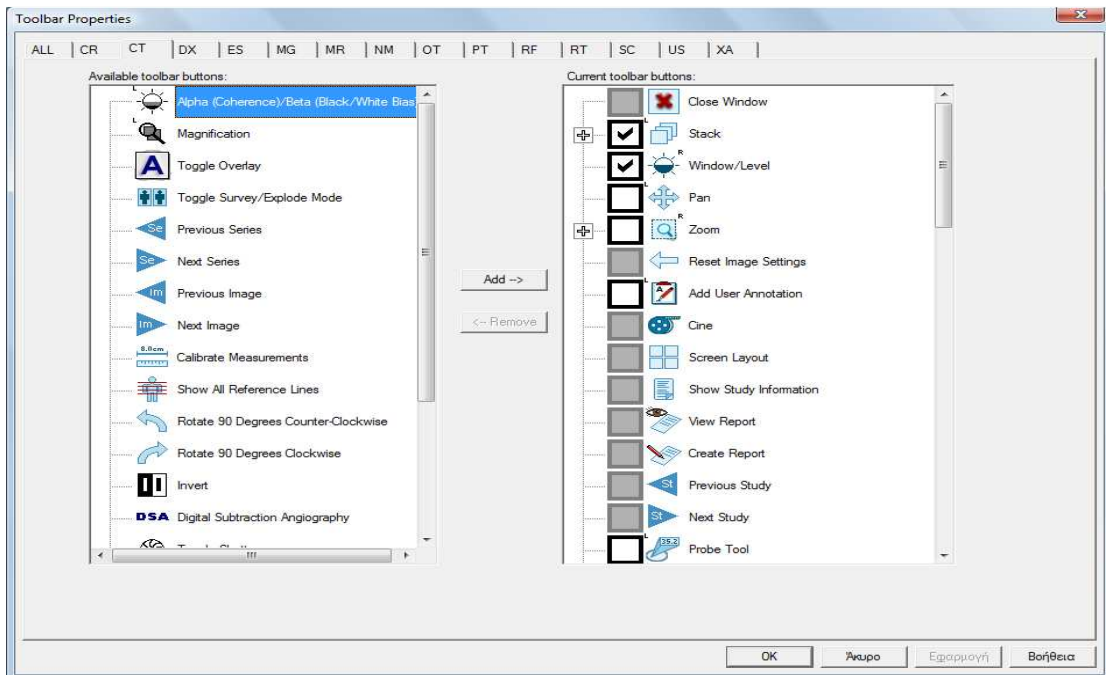 Toolbar Properties
ALL CR CT DX ES MG MR NM OT PT RF RT SC US XA
Available toolbar buttons:
Alpha (Coherence)/Beta (Black/White Bias
Magnification
Toggle Overlay
Toggle Survey/Explode Mode
Previous Series
Next Series
Previous Image
Next Image
Calibrate Measurements
Show All Reference Lines
Rotate 90 Degrees Counter-Clockwise
Rotate 90 Degrees Clockwise
Invert
DSA Digital Subtraction Angiography
Add -->
<-- Remove
Current toolbar buttons:
Close Window
Stack
Window/Level
Pan
Zoom
Reset Image Settings
Add User Annotation
Cine
Screen Layout
Show Study Information
View Report
Create Report
St Previous Study
St Next Study
35.2 Probe Tool
OK Άκυρο Εφαρμογή Βοήθεια